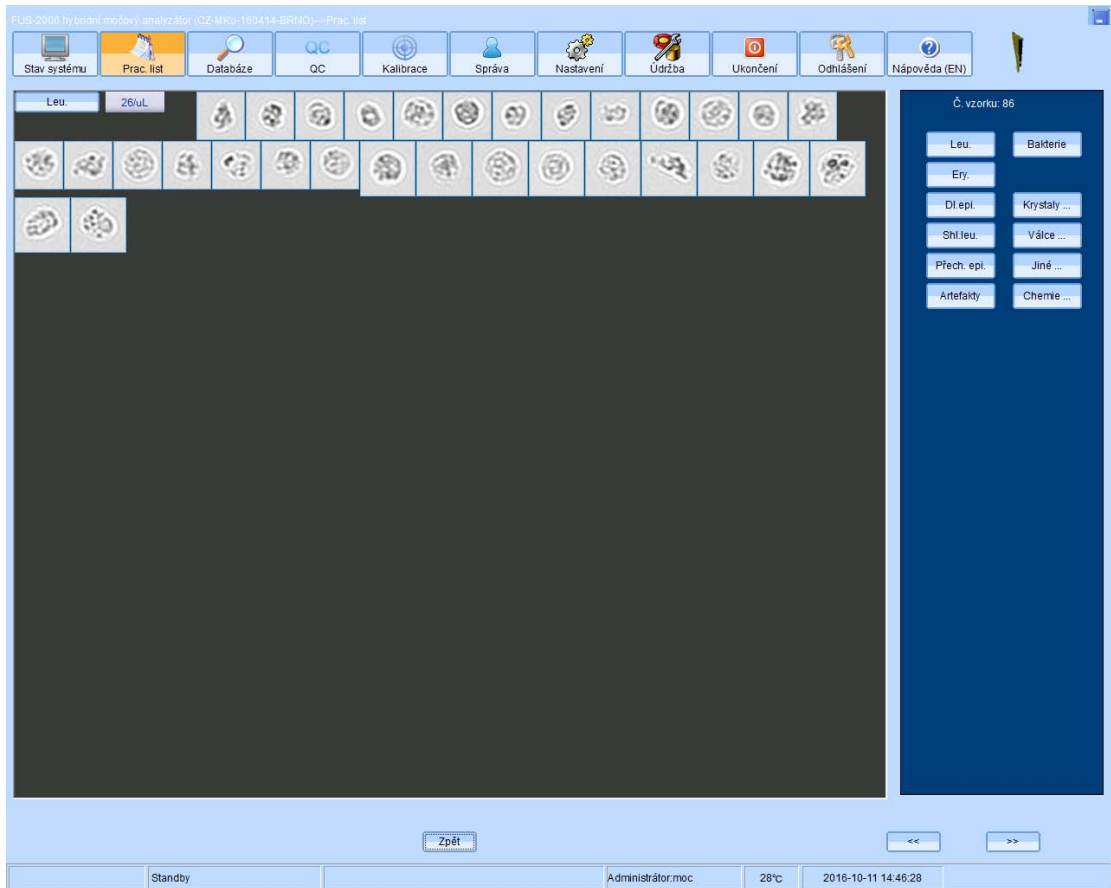 FUS-2000 hybridní močový analyzátor (CZ-MKo-160414-BRNO)-->Prac. list
Stav systému Prac. list Databáze QC QC Kalibrace Správa Nastavení Údržba Ukončení Odhlášení Nápověda (EN)
Leu. 26/uL
Č. vzorku: 86
Leu. Bakterie
Ery.
Dl.epi. Krystaly ...
Shl.leu. Válce ...
Přech. epi. Jiné ...
Artefakty Chemie ...
Zpět << >>
Standby Administrátor:moc 28℃ 2016-10-11 14:46:28